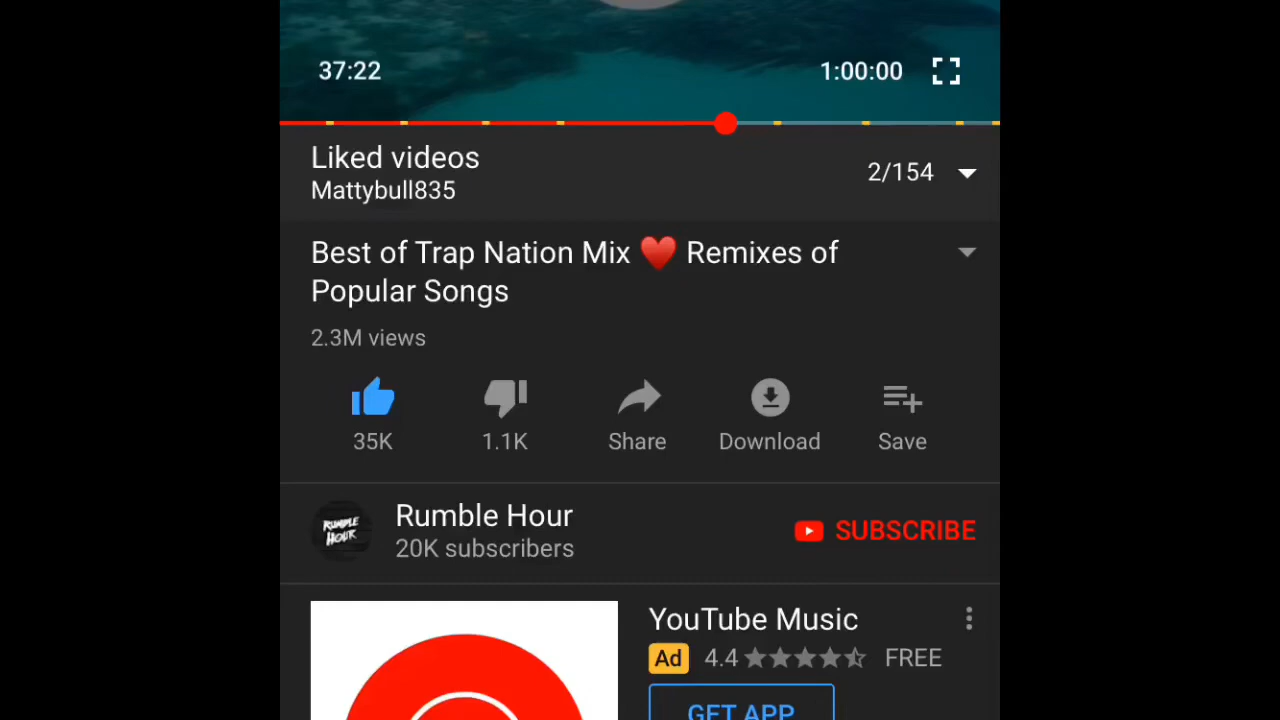 37:22 1:00:00
Liked videos
Mattybull835
2/154
Best of Trap Nation Mix ♥️ Remixes of
Popular Songs
2.3M views
35K 1.1K Share Download Save
RUMBLE
HOUR
Rumble Hour
20K subscribers
SUBSCRIBE
YouTube Music
Ad 4.4 FREE
GET APP